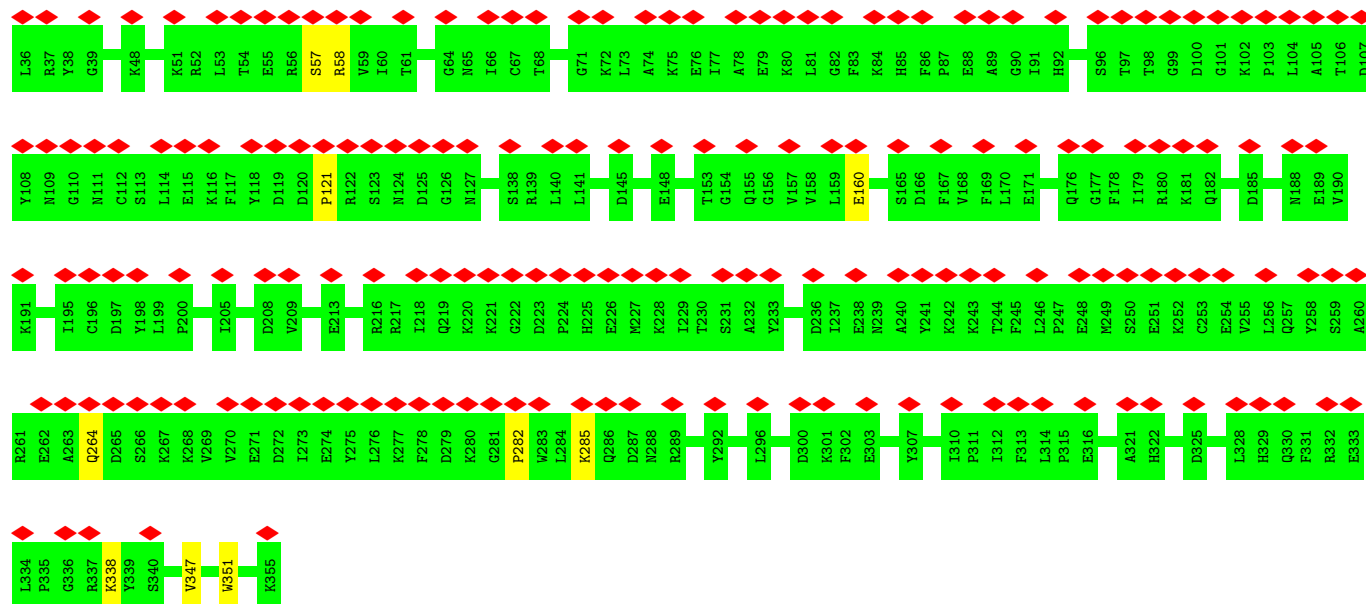 L36 R37 Y38 G39 K48 K51 R52 L53 T54 E55 R56 S57 R58 V59 I60 T61 G64 N65 I66 C67 T68 G71 K72 L73 A74 K75 E76 I77 A78 E79 K80 L81 G82 F83 K84 H85 F86 P87 E88 A89 G90 I91 H92 S96 T97 T98 G99 D100 G101 K102 P103 L104 A105 T106 D107
Y108 N109 G110 N111 C112 S113 L114 E115 K116 F117 Y118 D119 D120 P121 R122 S123 N124 D125 G126 N127 S138 R139 L140 L141 D145 E148 T153 G154 Q155 G156 V157 V158 L159 E160 S165 D166 F167 V168 F169 L170 E171 Q176 G177 F178 I179 R180 K181 Q182 D185 N188 E189 V190
K191 I195 C196 D197 Y198 L199 P200 I205 D208 V209 E213 R216 R217 I218 Q219 K220 K221 G222 D223 P224 H225 E226 M227 K228 I229 T230 S231 A232 Y233 D236 I237 E238 N239 A240 Y241 K242 K243 T244 F245 L246 P247 E248 M249 S250 E251 K252 C253 E254 V255 L256 Q257 Y258 S259 A260
R261 E262 A263 Q264 D265 S266 K267 K268 V269 V270 E271 D272 I273 E274 Y275 L276 K277 F278 D279 K280 G281 P282 W283 L284 K285 Q286 D287 N288 R289 Y292 L296 D300 K301 F302 E303 Y307 I310 P311 I312 F313 L314 P315 E316 A321 H322 D325 L328 H329 Q330 F331 R332 E333
L334 P335 G336 R337 K338 Y339 S340 V347 W351 K355